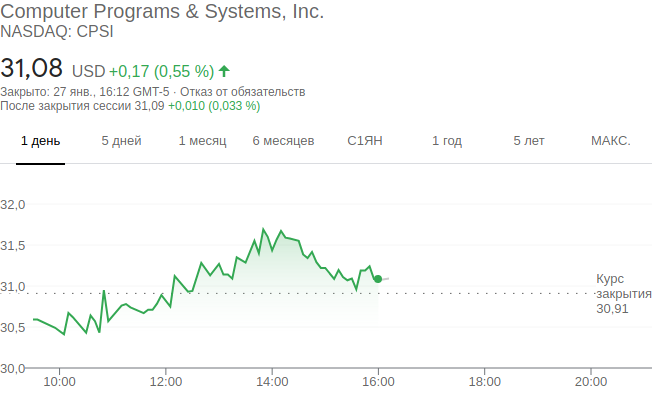 Computer Programs & Systems, Inc.
NASDAQ: CPSI
31,08 USD +0,17 (0,55 %)
Закрыто: 27 янв., 16:12 GMT-5 · Отказ от обязательств
После закрытия сессии 31,09 +0,010 (0,033 %)
1 день 5 дней 1 месяц 6 месяцев С1ЯН 1 год 5 лет МАКС.
32,0
31,5
31,0
30,5
30,0
Курс
закрытия
30,91
10:00 12:00 14:00 16:00 18:00 20:00